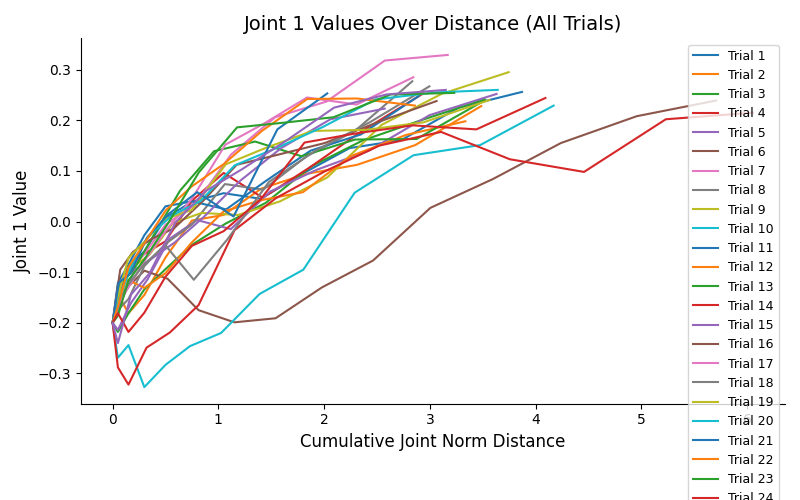 Joint 1 Values Over Distance (All Trials)
Joint 1 Value
0.3
0.2
0.1
0.0
−0.1
−0.2
−0.3
0 1 2 3 4 5
Cumulative Joint Norm Distance
Trial 1
Trial 2
Trial 3
Trial 4
Trial 5
Trial 6
Trial 7
Trial 8
Trial 9
Trial 10
Trial 11
Trial 12
Trial 13
Trial 14
Trial 15
Trial 16
Trial 17
Trial 18
Trial 19
Trial 20
Trial 21
Trial 22
Trial 23
Trial 24